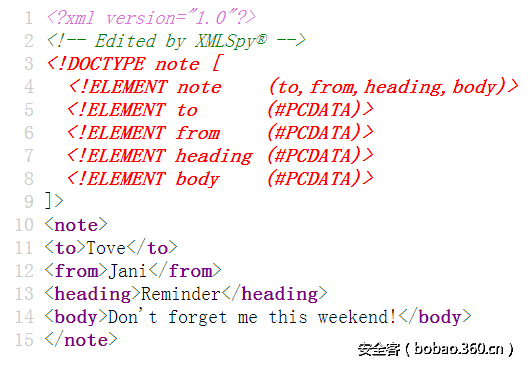 1 <?xml version="1.0"?>
2 <!-- Edited by XMLSpy® -->
3 <!DOCTYPE note [
4   <!ELEMENT note    (to,from,heading,body)>
5   <!ELEMENT to      (#PCDATA)>
6   <!ELEMENT from    (#PCDATA)>
7   <!ELEMENT heading (#PCDATA)>
8   <!ELEMENT body    (#PCDATA)>
9 ]>
10 <note>
11 <to>Tove</to>
12 <from>Jani</from>
13 <heading>Reminder</heading>
14 <body>Don't forget me this weekend!</body>
15 </note>
安全客（bobao.360.cn）